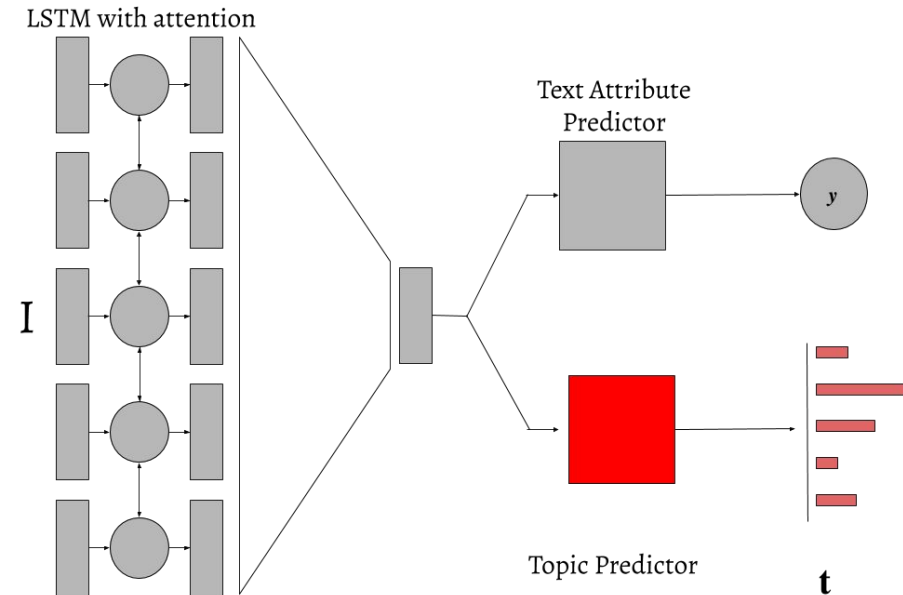 LSTM with attention
Text Attribute
Predictor
y
I
Topic Predictor
t